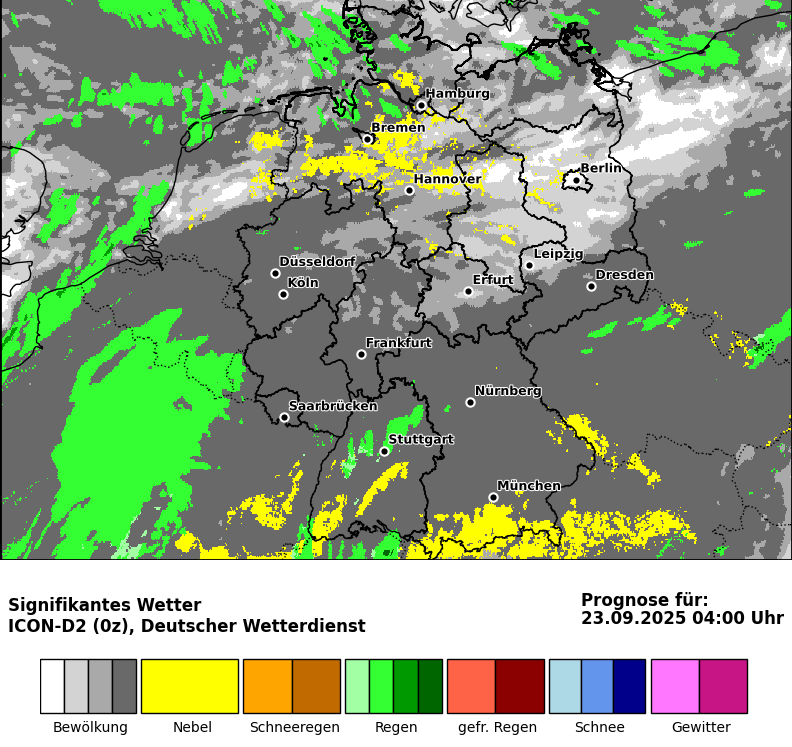 Hamburg
Bremen
Berlin
Hannover
Leipzig
Düsseldorf
Dresden
Köln
Erfurt
Frankfurt
Nürnberg
Saarbrücken
Stuttgart
München
Signifikantes Wetter
ICON-D2 (0z), Deutscher Wetterdienst
Prognose für:
23.09.2025 04:00 Uhr
Bewölkung
Nebel
Schneeregen
Regen
gefr. Regen
Schnee
Gewitter